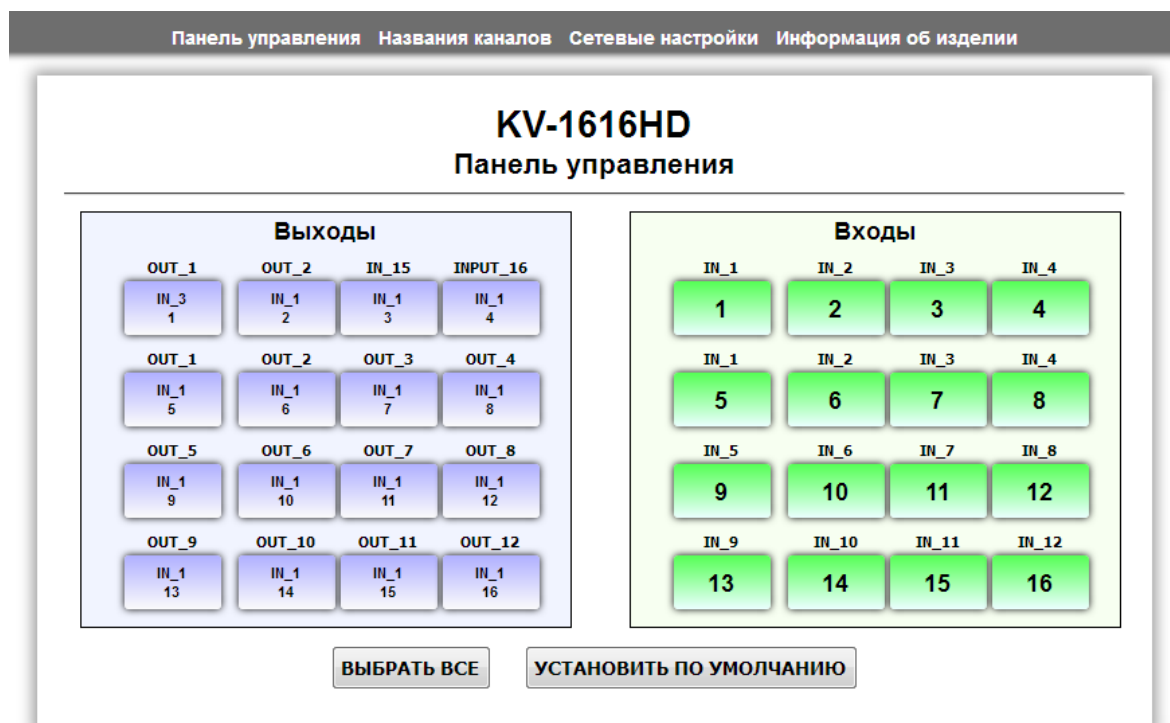 Панель управления Названия каналов Сетевые настройки Информация об изделии
KV-1616HD
Панель управления
Выходы
OUT_1 OUT_2 IN_15 INPUT_16
IN_3 IN_1 IN_1 IN_1
1 2 3 4
OUT_1 OUT_2 OUT_3 OUT_4
IN_1 IN_1 IN_1 IN_1
5 6 7 8
OUT_5 OUT_6 OUT_7 OUT_8
IN_1 IN_1 IN_1 IN_1
9 10 11 12
OUT_9 OUT_10 OUT_11 OUT_12
IN_1 IN_1 IN_1 IN_1
13 14 15 16
Входы
IN_1 IN_2 IN_3 IN_4
1 2 3 4
IN_1 IN_2 IN_3 IN_4
5 6 7 8
IN_5 IN_6 IN_7 IN_8
9 10 11 12
IN_9 IN_10 IN_11 IN_12
13 14 15 16
ВЫБРАТЬ ВСЕ УСТАНОВИТЬ ПО УМОЛЧАНИЮ